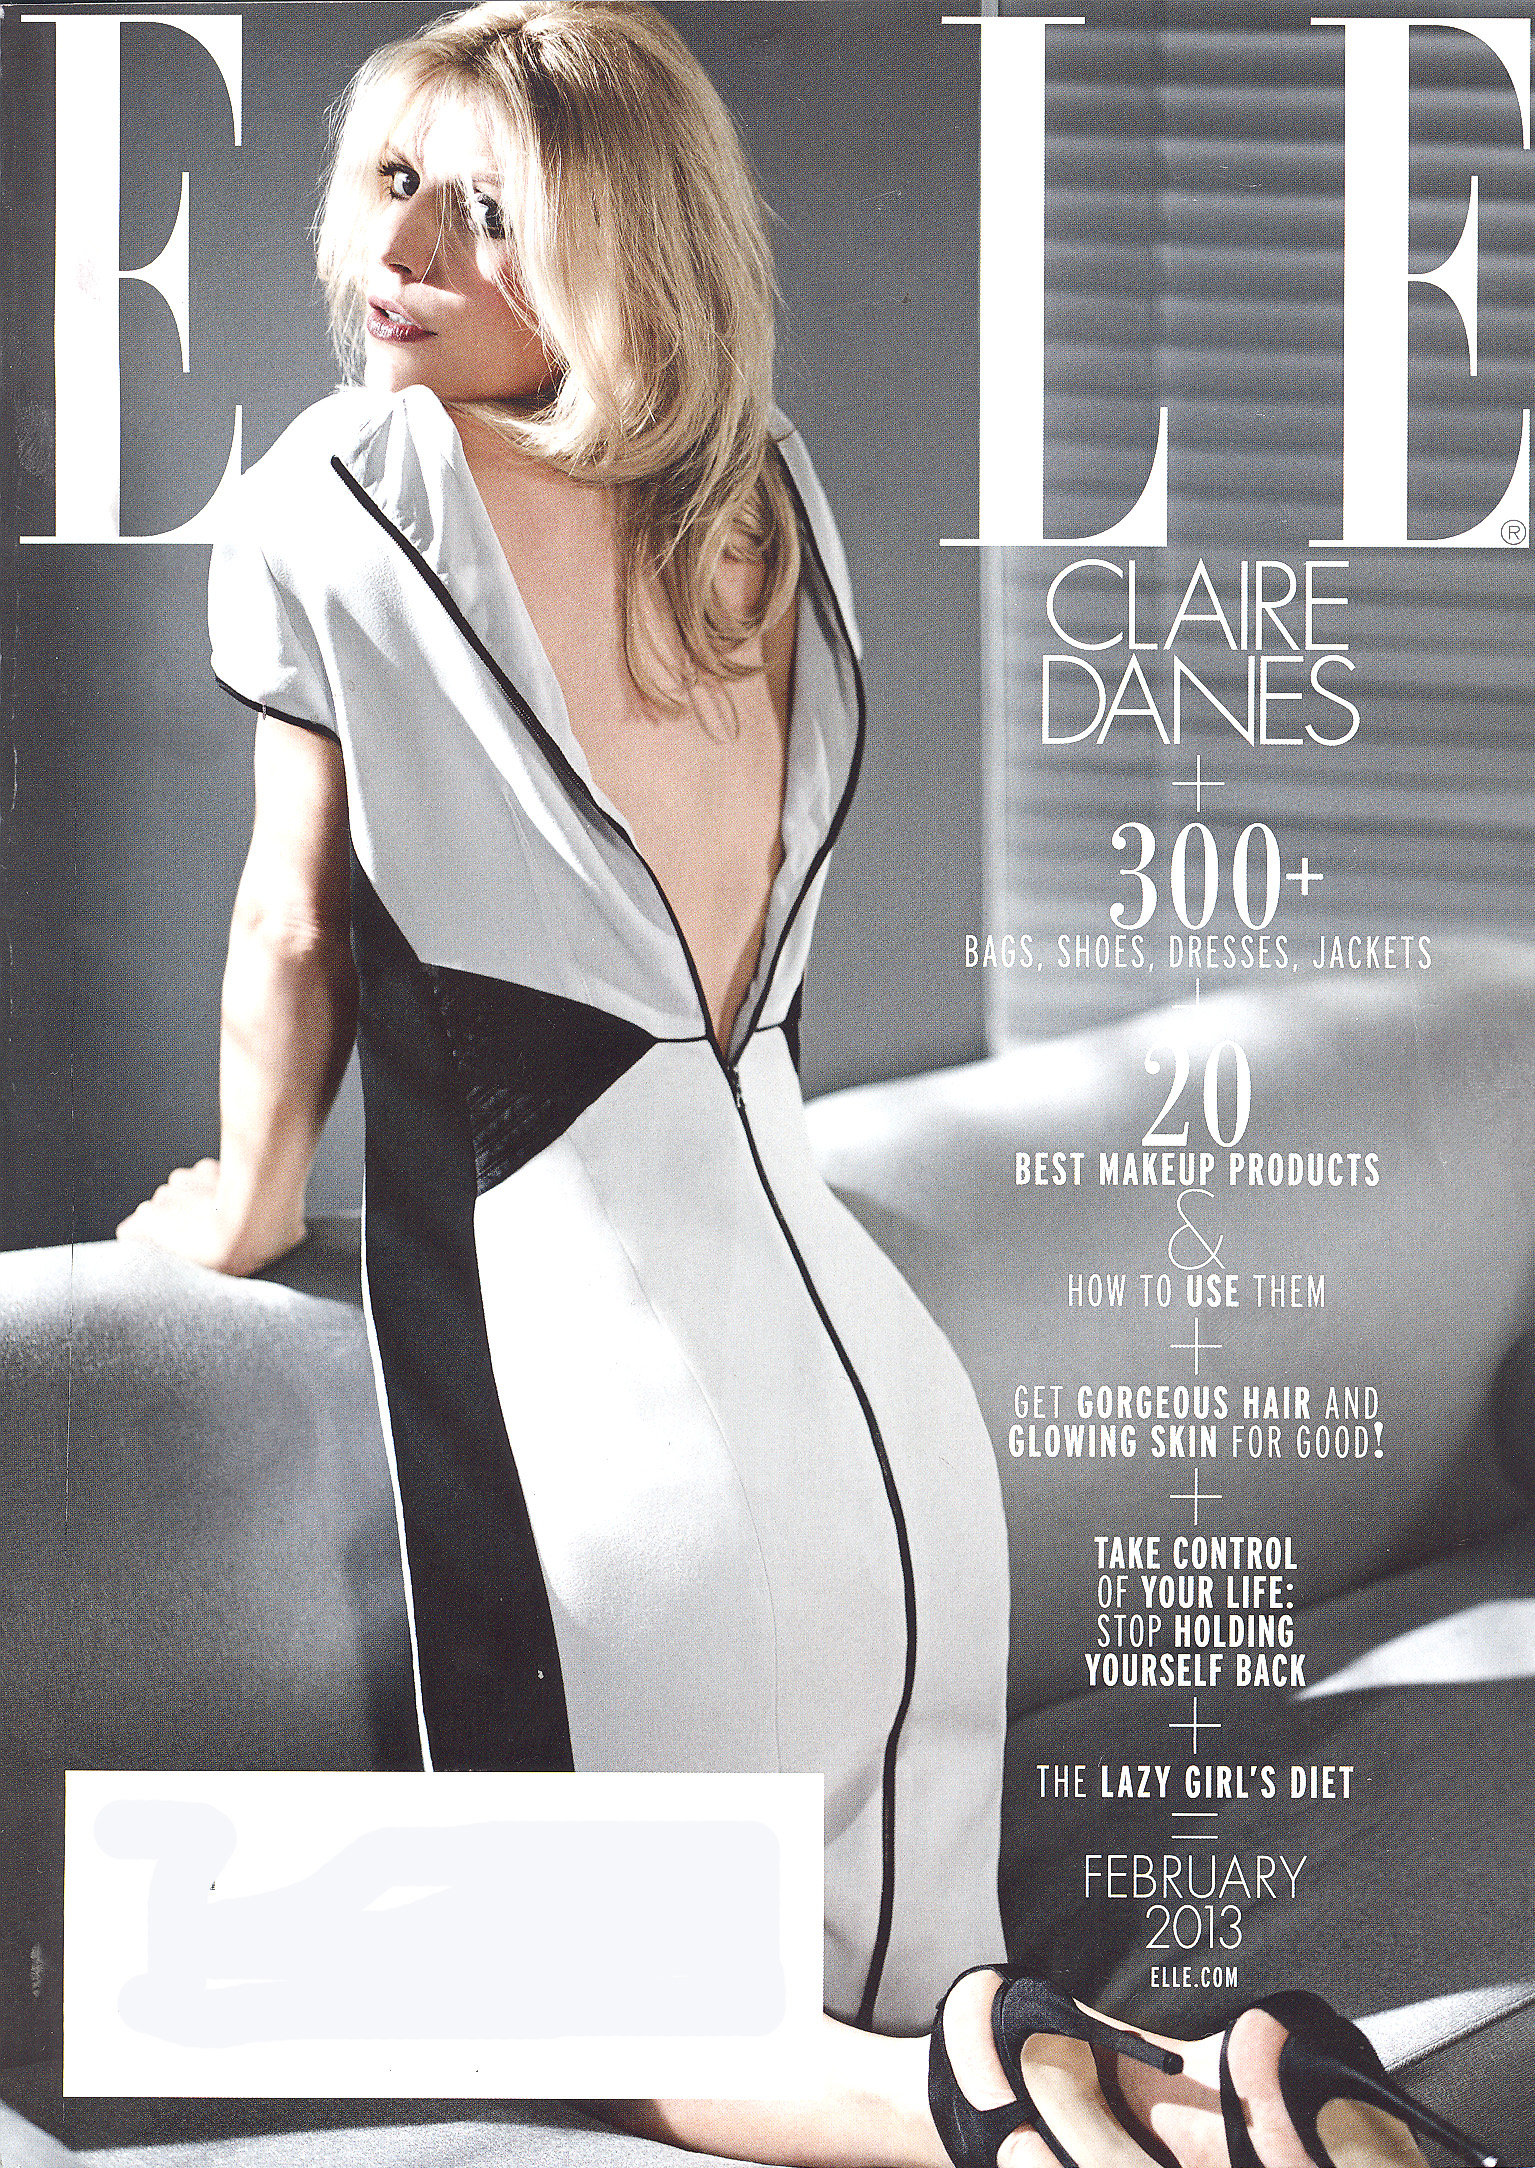 ELLE®
CLAIRE
DANES
+
300+
BAGS, SHOES, DRESSES, JACKETS
+
20
BEST MAKEUP PRODUCTS
&
HOW TO USE THEM
+
GET GORGEOUS HAIR AND
GLOWING SKIN FOR GOOD!
+
TAKE CONTROL
OF YOUR LIFE:
STOP HOLDING
YOURSELF BACK
+
THE LAZY GIRL'S DIET
=
FEBRUARY
2013
ELLE.COM